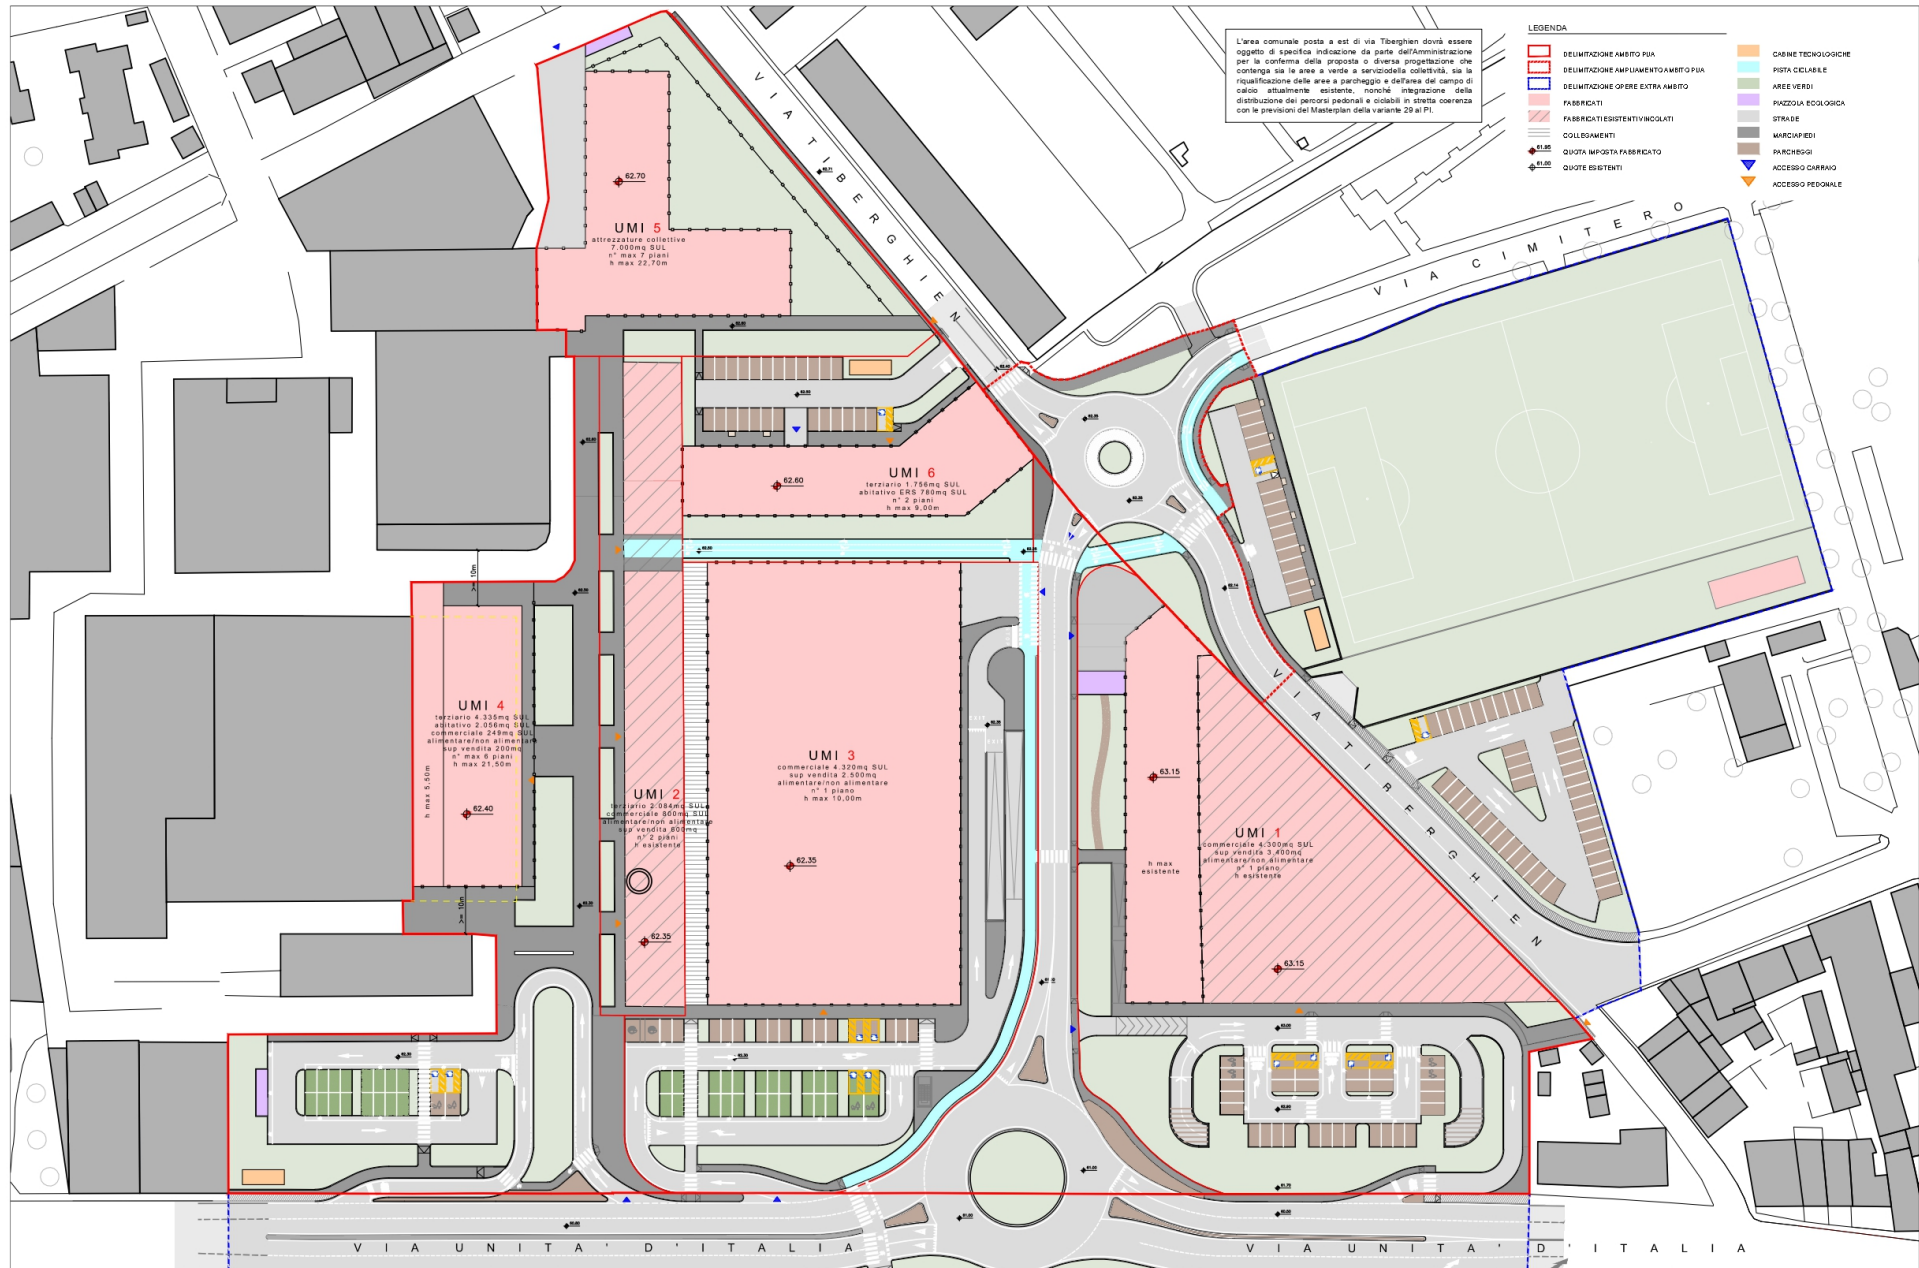 L'area comunale posta a est di via Tiberghien dovrà essere
oggetto di specifica indicazione da parte dell'Amministrazione
per la conferma della proposta o diversa progettazione che
contenga sia le aree a verde a serviziodella collettività, sia la
riqualificazione delle aree a parcheggio e dell'area del campo di
calcio attualmente esistente, nonché integrazione della
distribuzione dei percorsi pedonali e ciclabili in stretta coerenza
con le previsioni del Masterplan della variante 29 al PI.
LEGENDA
DELIMITAZIONE AMBITO PUA
DELIMITAZIONE AMPLIAMENTO AMBITO PUA
DELIMITAZIONE OPERE EXTRA AMBITO
FABBRICATI
FABBRICATI ESISTENTI VINCOLATI
COLLEGAMENTI
61.95 QUOTA IMPOSTA FABBRICATO
61.00 QUOTE ESISTENTI
CABINE TECNOLOGICHE
PISTA CICLABILE
AREE VERDI
PIAZZOLA ECOLOGICA
STRADE
MARCIAPIEDI
PARCHEGGI
ACCESSO CARRAIO
ACCESSO PEDONALE
VIA TIBERGHIEN
VIA CIMITERO
62.70
UMI 5
attrezzature collettive
7.000mq SUL
n° max 7 piani
h max 22,70m
UMI 6
terziario 1.756mq SUL
abitativo ERS 780mq SUL
n° 2 piani
h max 9,00m
62.60
>= 10m
UMI 4
terziario 4.335mq SUL
abitativo 2.056mq SUL
commerciale 249mq SUL
alimentare/non alimentare
sup vendita 200mq
n° max 6 piani
h max 21,50m
h max 5,50m
62.40
>= 10m
UMI 2
terziario 2.084mq SUL
commerciale 800mq SUL
alimentare/non alimentare
sup vendita 600mq
n° 2 piani
h esistente
62.35
UMI 3
commerciale 4.320mq SUL
sup vendita 2.500mq
alimentare/non alimentare
n° 1 piano
h max 10,00m
62.35
63.15
UMI 1
commerciale 4.300mq SUL
sup vendita 3.400mq
alimentare/non alimentare
n° 1 piano
h esistente
h max
esistente
63.15
VIA TIBERGHIEN
VIA UNITA' D'ITALIA
VIA UNITA' D'ITALIA